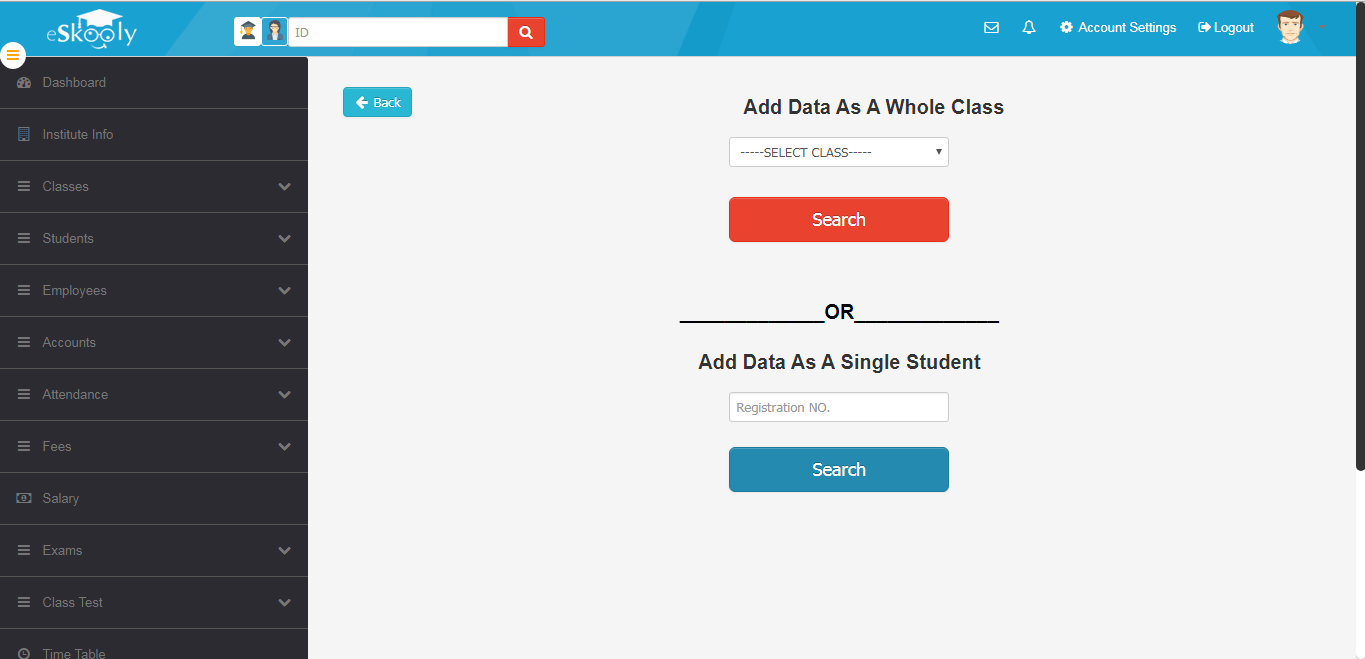 eSkooly
ID
Account Settings
Logout
Dashboard
Institute Info
Classes
Students
Employees
Accounts
Attendance
Fees
Salary
Exams
Class Test
Time Table
Back
Add Data As A Whole Class
-----SELECT CLASS-----
Search
_____________OR_____________
Add Data As A Single Student
Registration NO.
Search